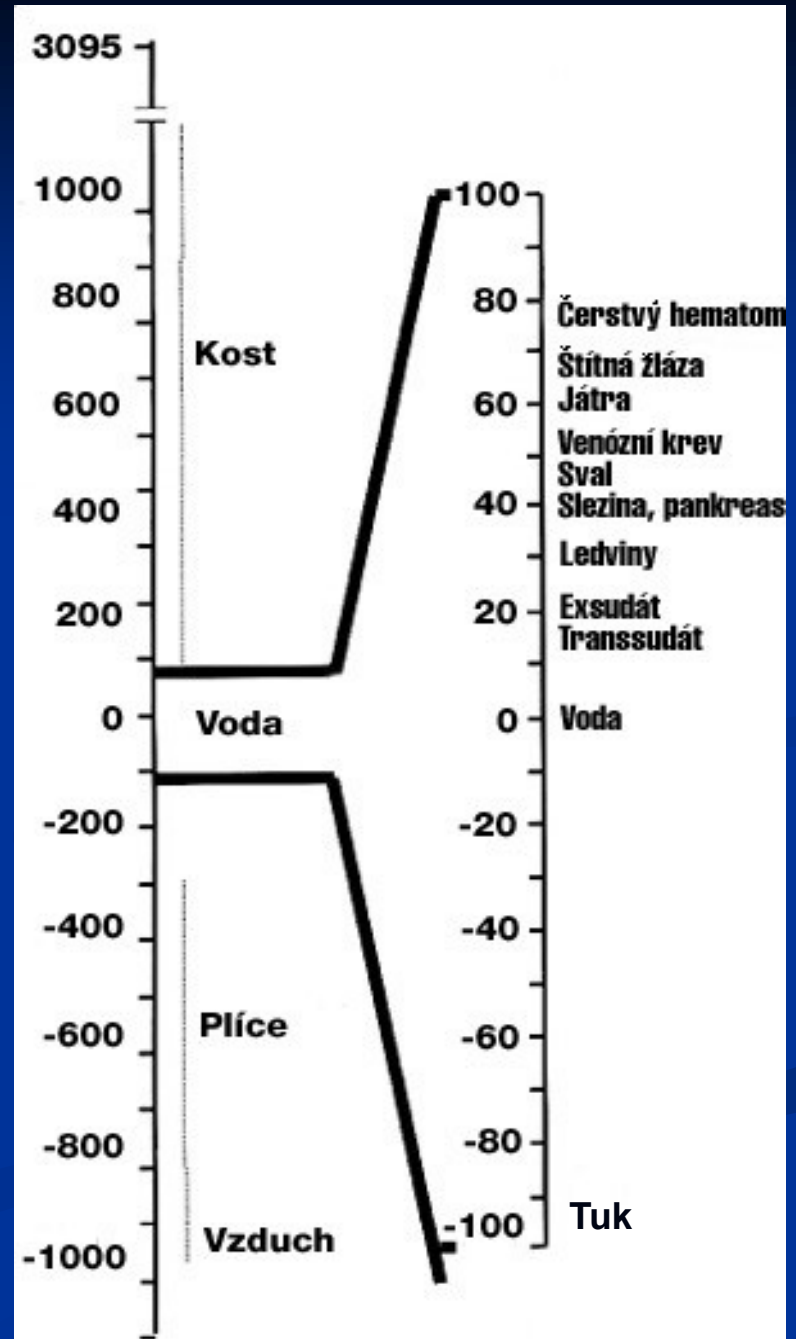 3095
1000
800
Kost
600
400
200
0
Voda
-200
-400
Plíce
-600
-800
Vzduch
-1000
100
80
Čerstvý hematom
Štítná žláza
60
Játra
Venózní krev
Sval
40
Slezina, pankreas
Ledviny
20
Exsudát
Transsudát
0
Voda
-20
-40
-60
-80
-100
Tuk